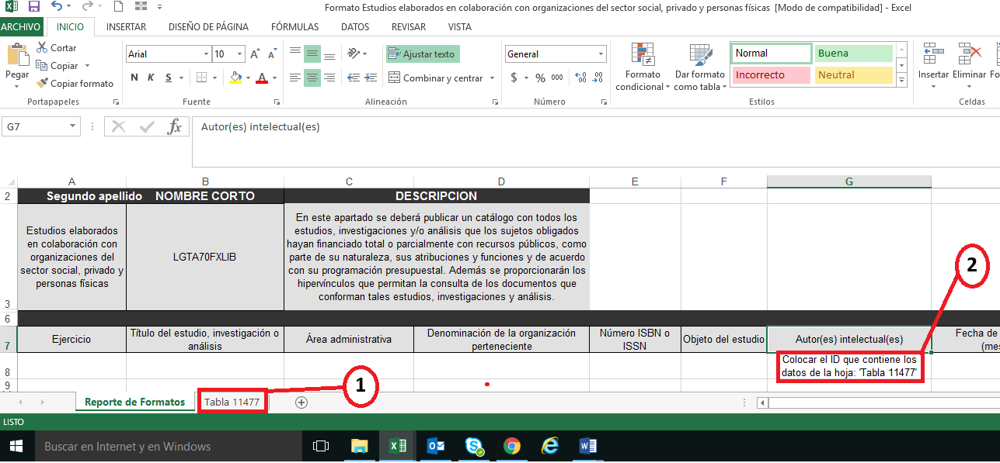 Formato Estudios elaborados en colaboración con organizaciones del sector social, privado y personas físicas [Modo de compatibilidad] - Excel
ARCHIVO INICIO INSERTAR DISEÑO DE PÁGINA FÓRMULAS DATOS REVISAR VISTA
Pegar
Cortar
Copiar
Copiar formato
Portapapeles
Arial 10
N K S
Fuente
Ajustar texto
Combinar y centrar
Alineación
General
$ % 000
Número
Formato
condicional
Dar formato
como tabla
Normal Buena
Incorrecto Neutral
Estilos
Insertar Eliminar Fo
Celdas
G7 fx Autor(es) intelectual(es)
A B C D E F G
2 Segundo apellido NOMBRE CORTO DESCRIPCION
3
Estudios elaborados
en colaboración con
organizaciones del
sector social, privado y
personas físicas
LGTA70FXLIB
En este apartado se deberá publicar un catálogo con todos los
estudios, investigaciones y/o análisis que los sujetos obligados
hayan financiado total o parcialmente con recursos públicos, como
parte de su naturaleza, sus atribuciones y funciones y de acuerdo
con su programación presupuestal. Además se proporcionarán los
hipervínculos que permitan la consulta de los documentos que
conforman tales estudios, investigaciones y análisis.
2
6
7
Ejercicio
Título del estudio, investigación o
análisis
Área administrativa
Denominación de la organización
perteneciente
Número ISBN o
ISSN
Objeto del estudio
Autor(es) intelectual(es)
Fecha de
(mes
8
Colocar el ID que contiene los
datos de la hoja: 'Tabla 11477'
9
1
Reporte de Formatos Tabla 11477
LISTO
Buscar en Internet y en Windows